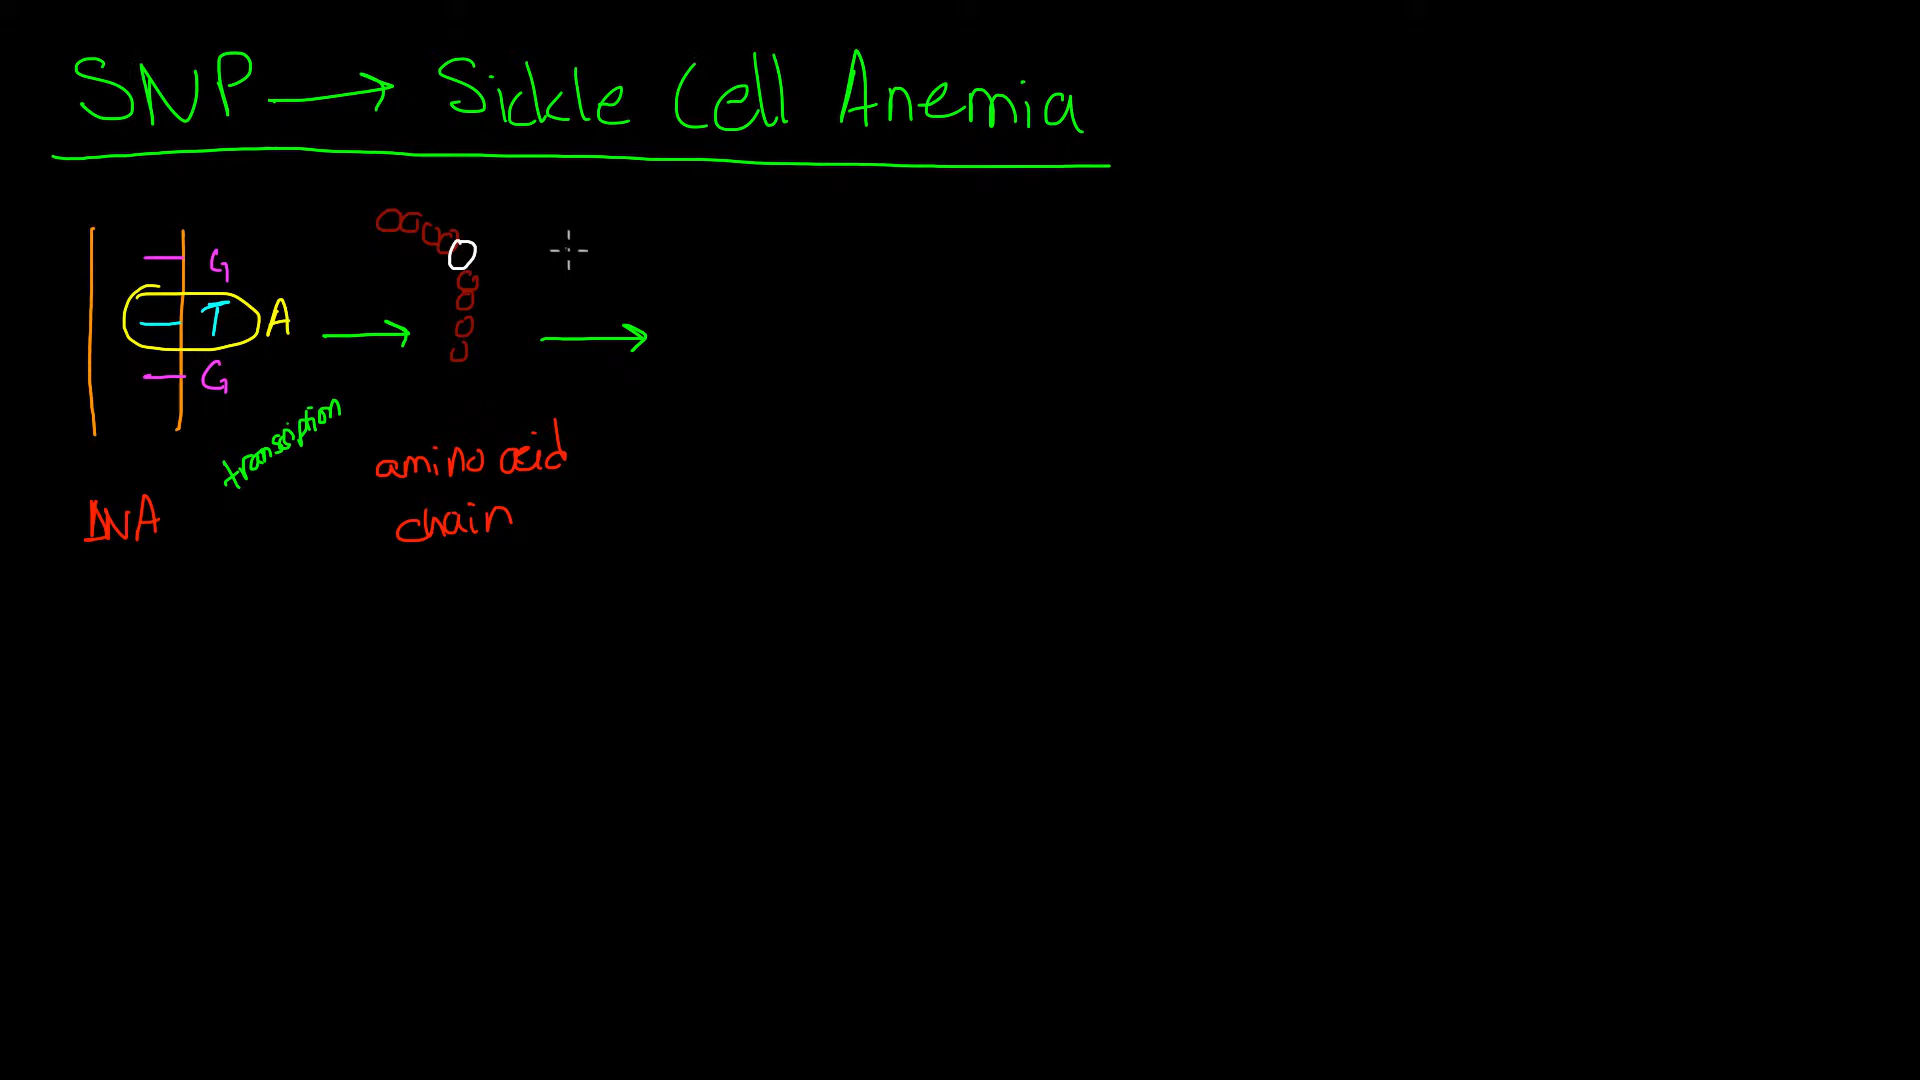 SNP → Sickle Cell Anemia
G
T A
G
transcription
amino acid
chain
DNA